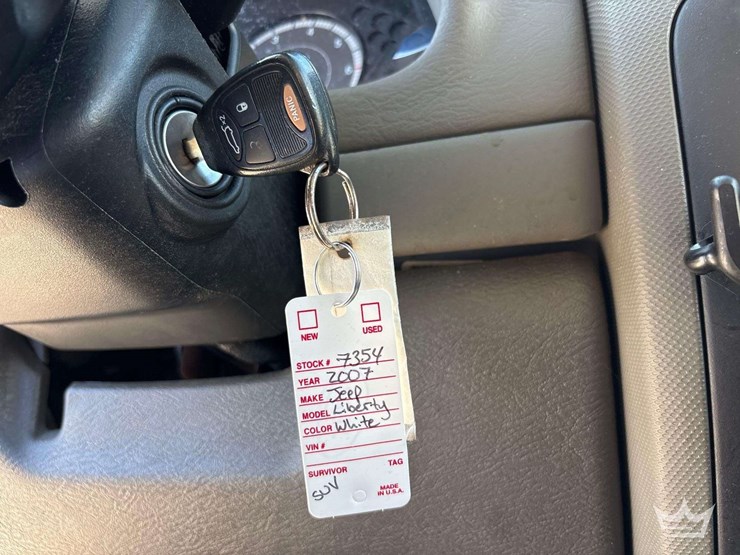 PANIC
2x
NEW USED
STOCK # 7354
YEAR 2007
MAKE Jeep
MODEL Liberty
COLOR White
VIN #
SURVIVOR TAG
SUV
MADE
IN U.S.A.